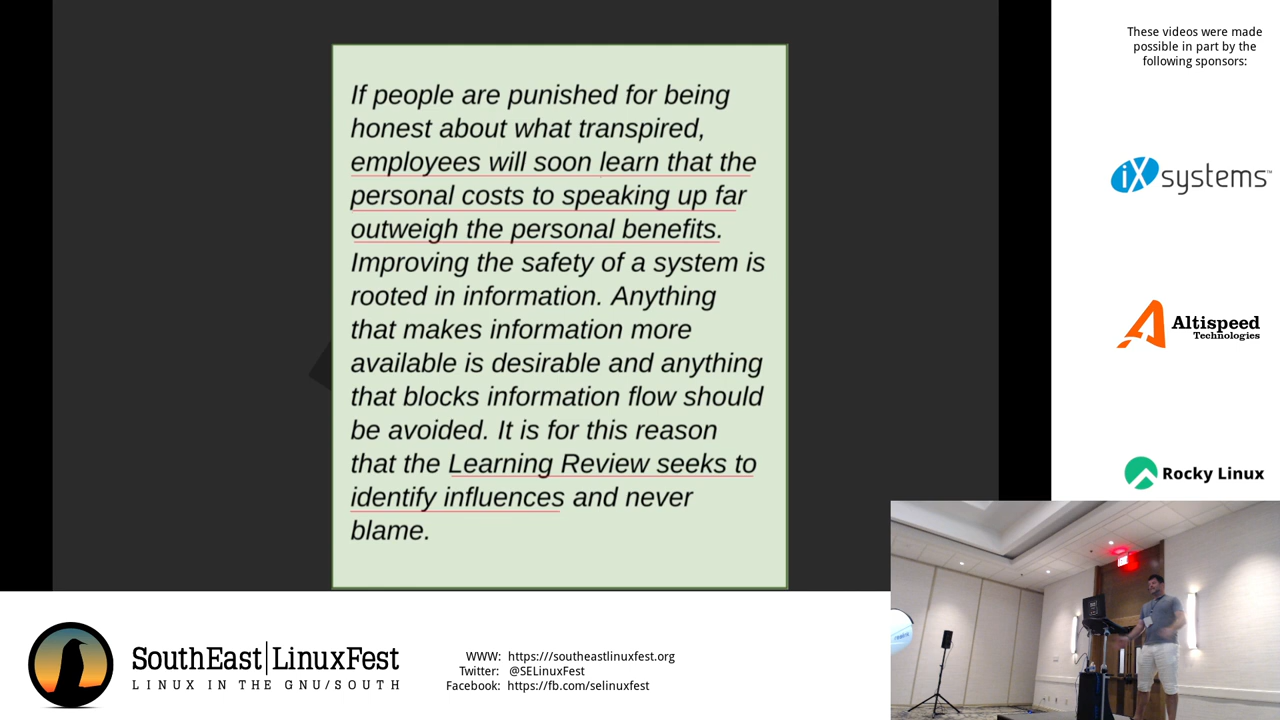 If people are punished for being
honest about what transpired,
employees will soon learn that the
personal costs to speaking up far
outweigh the personal benefits.
Improving the safety of a system is
rooted in information. Anything
that makes information more
available is desirable and anything
that blocks information flow should
be avoided. It is for this reason
that the Learning Review seeks to
identify influences and never
blame.
These videos were made
possible in part by the
following sponsors:
iXsystems™
Altispeed
Technologies
Rocky Linux
SouthEast|LinuxFest
LINUX IN THE GNU/SOUTH
WWW: https://southeastlinuxfest.org
Twitter: @SELinuxFest
Facebook: https://fb.com/selinuxfest